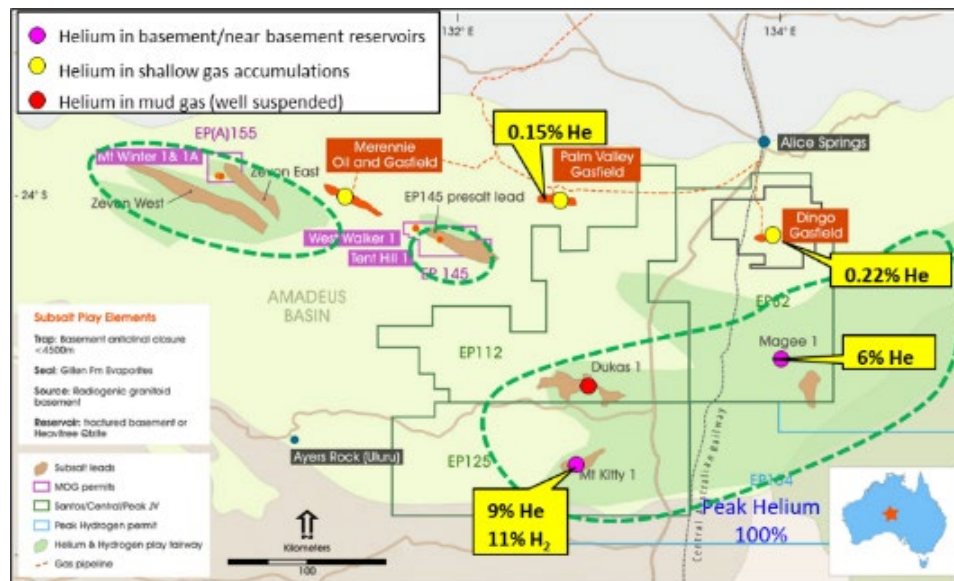 Helium in basement/near basement reservoirs
Helium in shallow gas accumulations
Helium in mud gas (well suspended)
132°E
134°E
EP(A)155
Mt Winter 1 & 1A
Zevon East
Zevon West
Merennie
Oil and Gasfield
0.15% He
Palm Valley
Gasfield
Alice Springs
24° S
EP145 presalt lead
West Walker 1
Tent Hill 1
EP 145
Dingo
Gasfield
0.22% He
AMADEUS
BASIN
EP82
EP112
Magee 1
6% He
Dukas 1
Subsalt Play Elements
Trap: Basement anticlinal closure
<4500m
Seal: Gillen Fm Evaporites
Source: Radiogenic granitoid
basement
Reservoir: fractured basement or
Heavitree Qtzite
Ayers Rock (Uluru)
EP125
Mt Kitty 1
9% He
11% H₂
Central Australian Railway
EP134
Peak Helium
100%
Subsalt leads
MOG permits
Santos/Central/Peak JV
Peak Hydrogen permit
Helium & Hydrogen play fairway
Gas pipeline
Kilometers
100